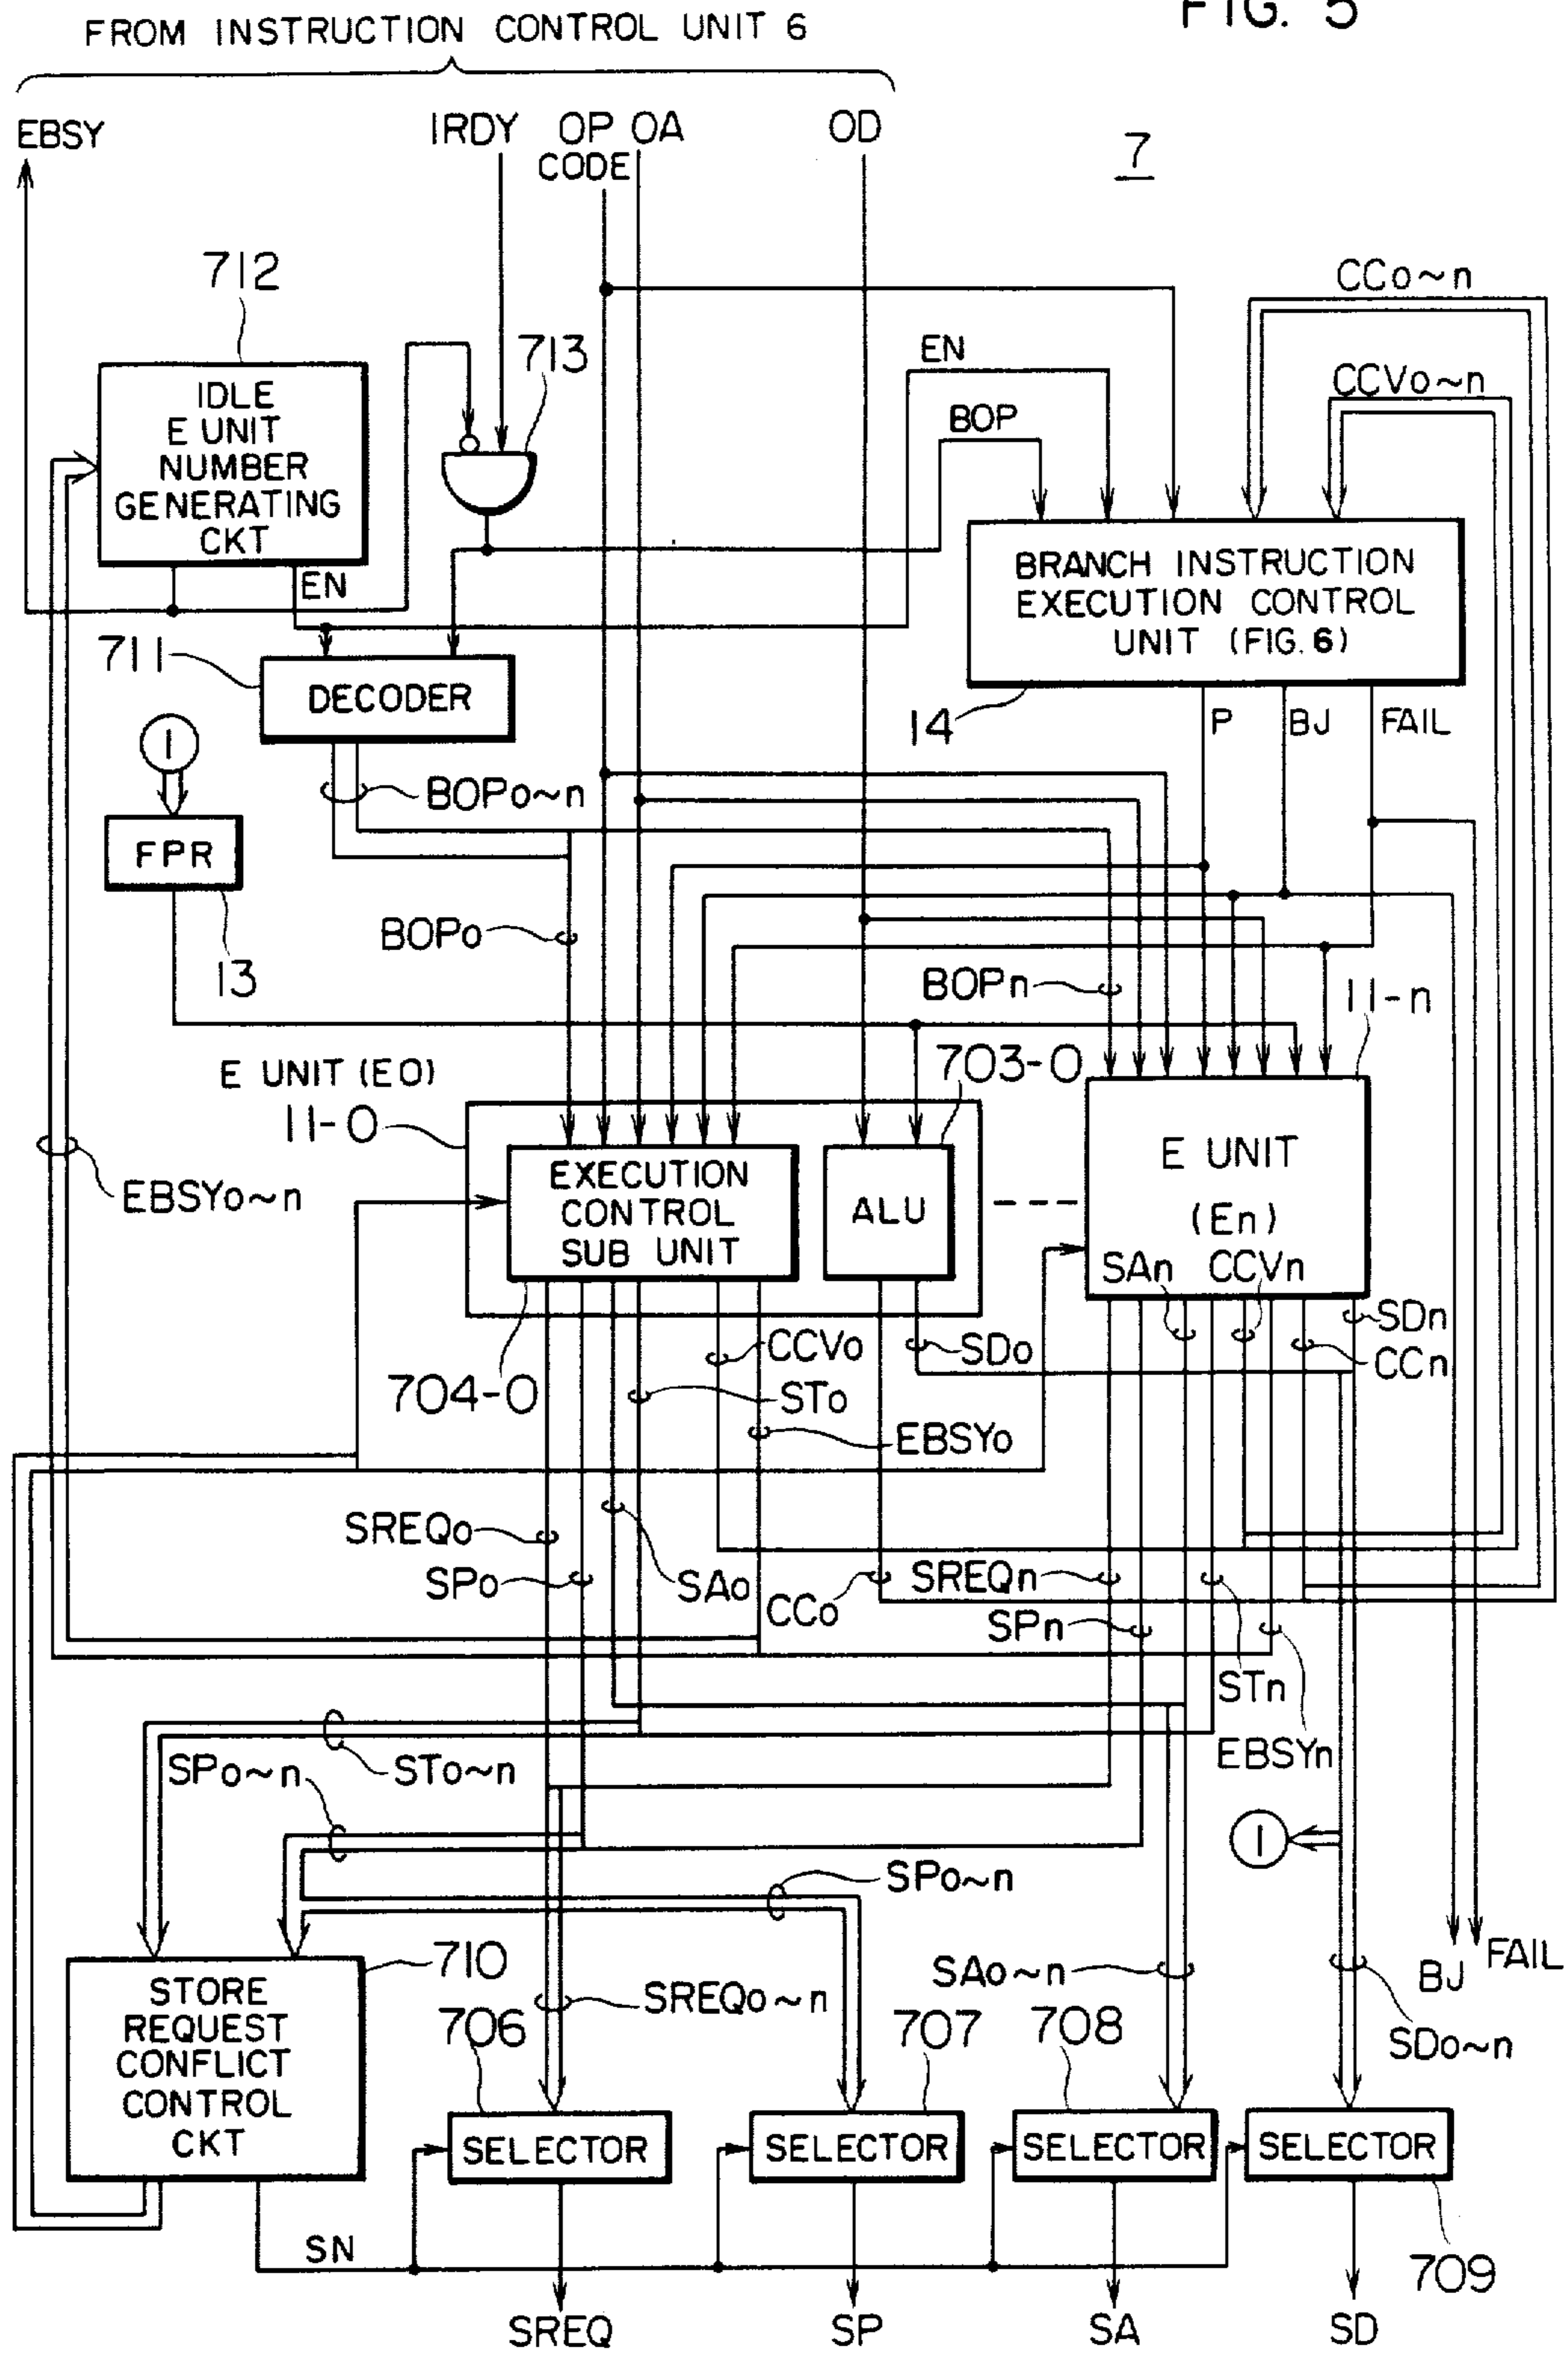 FIG. 5
FROM INSTRUCTION CONTROL UNIT 6
EBSY
IRDY
OP CODE
OA
OD
7
712
713
CCo~n
EN
CCVo~n
BOP
IDLE
E UNIT
NUMBER
GENERATING
CKT
EN
BRANCH INSTRUCTION
EXECUTION CONTROL
UNIT (FIG. 6)
711
DECODER
14
P
BJ
FAIL
1
BOPo~n
FPR
13
BOPo
BOPn
11-n
E UNIT (EO)
11-0
703-0
EBSYo~n
EXECUTION
CONTROL
SUB UNIT
ALU
E UNIT
(En)
SAn
CCVn
SDn
CCn
704-0
CCVo
SDo
STo
EBSYo
SREQo
SPo
SAo
CCo
SREQn
SPn
STn
EBSYn
STo~n
SPo~n
1
SPo~n
710
STORE
REQUEST
CONFLICT
CONTROL
CKT
SREQo~n
SAo~n
BJ
FAIL
SDo~n
706
707
708
SELECTOR
SELECTOR
SELECTOR
SELECTOR
709
SN
SREQ
SP
SA
SD